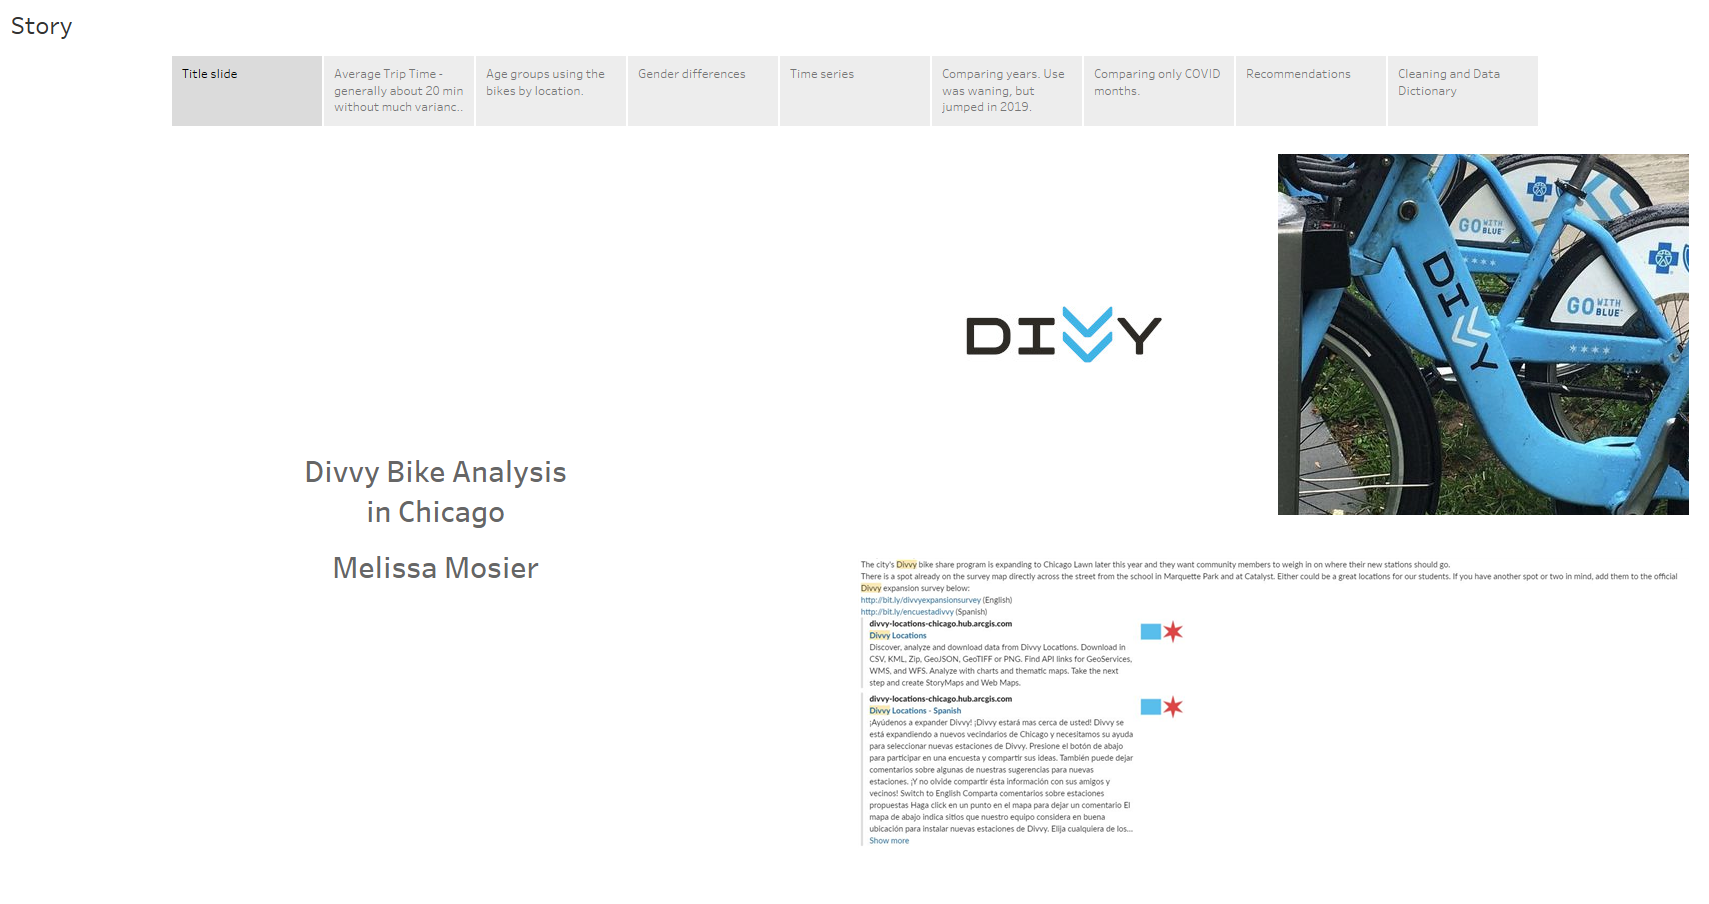 Story
Title slide
Average Trip Time -
generally about 20 min
without much varianc..
Age groups using the
bikes by location.
Gender differences
Time series
Comparing years. Use
was waning, but
jumped in 2019.
Comparing only COVID
months.
Recommendations
Cleaning and Data
Dictionary
DIVVY
GO WITH
BLUE
GO WITH
BLUE
DIVVY
Divvy Bike Analysis
in Chicago
Melissa Mosier
The city's Divvy bike share program is expanding to Chicago Lawn later this year and they want community members to weigh in on where their new stations should go.
There is a spot already on the survey map directly across the street from the school in Marquette Park and at Catalyst. Either could be a great locations for our students. If you have another spot or two in mind, add them to the official
Divvy expansion survey below:
http://bit.ly/divvyexpansionsurvey (English)
http://bit.ly/encuestadivvy (Spanish)
divvy-locations-chicago.hub.arcgis.com
Divvy Locations
Discover, analyze and download data from Divvy Locations. Download in
CSV, KML, Zip, GeoJSON, GeoTIFF or PNG. Find API links for GeoServices,
WMS, and WFS. Analyze with charts and thematic maps. Take the next
step and create StoryMaps and Web Maps.
divvy-locations-chicago.hub.arcgis.com
Divvy Locations - Spanish
¡Ayúdenos a expander Divvy! ¡Divvy estará mas cerca de usted! Divvy se
está expandiendo a nuevos vecindarios de Chicago y necesitamos su ayuda
para seleccionar nuevas estaciones de Divvy. Presione el botón de abajo
para participar en una encuesta y compartir sus ideas. También puede dejar
comentarios sobre algunas de nuestras sugerencias para nuevas
estaciones. ¡Y no olvide compartir ésta información con sus amigos y
vecinos! Switch to English Comparta comentarios sobre estaciones
propuestas Haga click en un punto en el mapa para dejar un comentario El
mapa de abajo indica sitios que nuestro equipo considera en buena
ubicación para instalar nuevas estaciones de Divvy. Elija cualquiera de los...
Show more